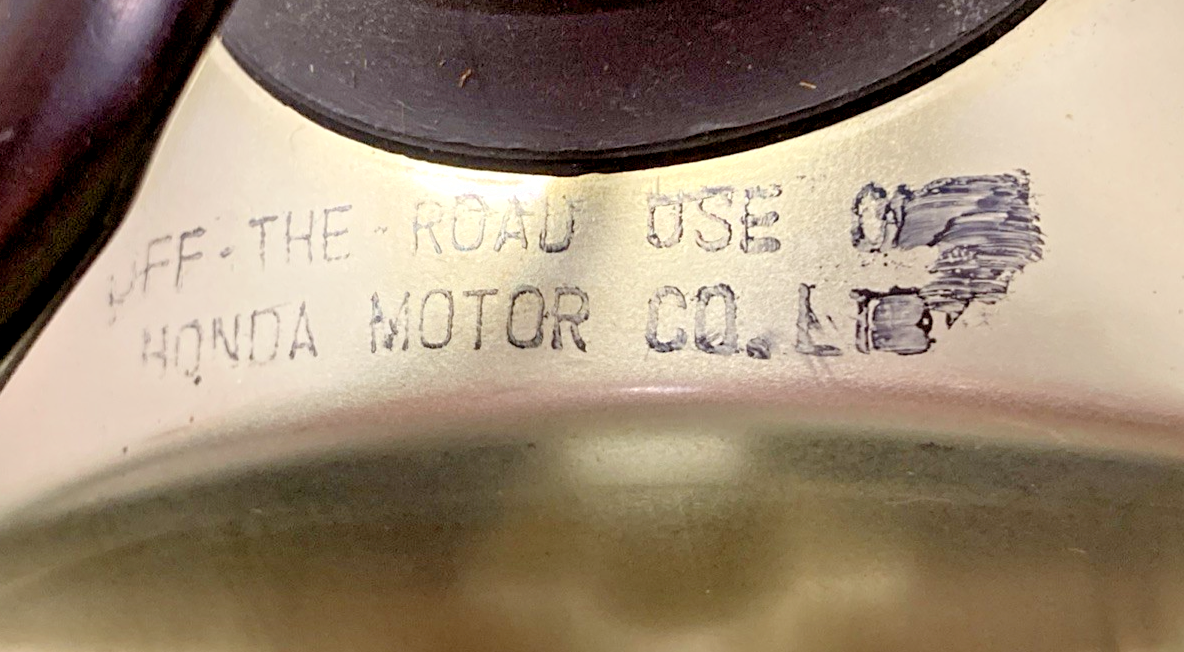 OFF-THE-ROAD USE
HONDA MOTOR CO.